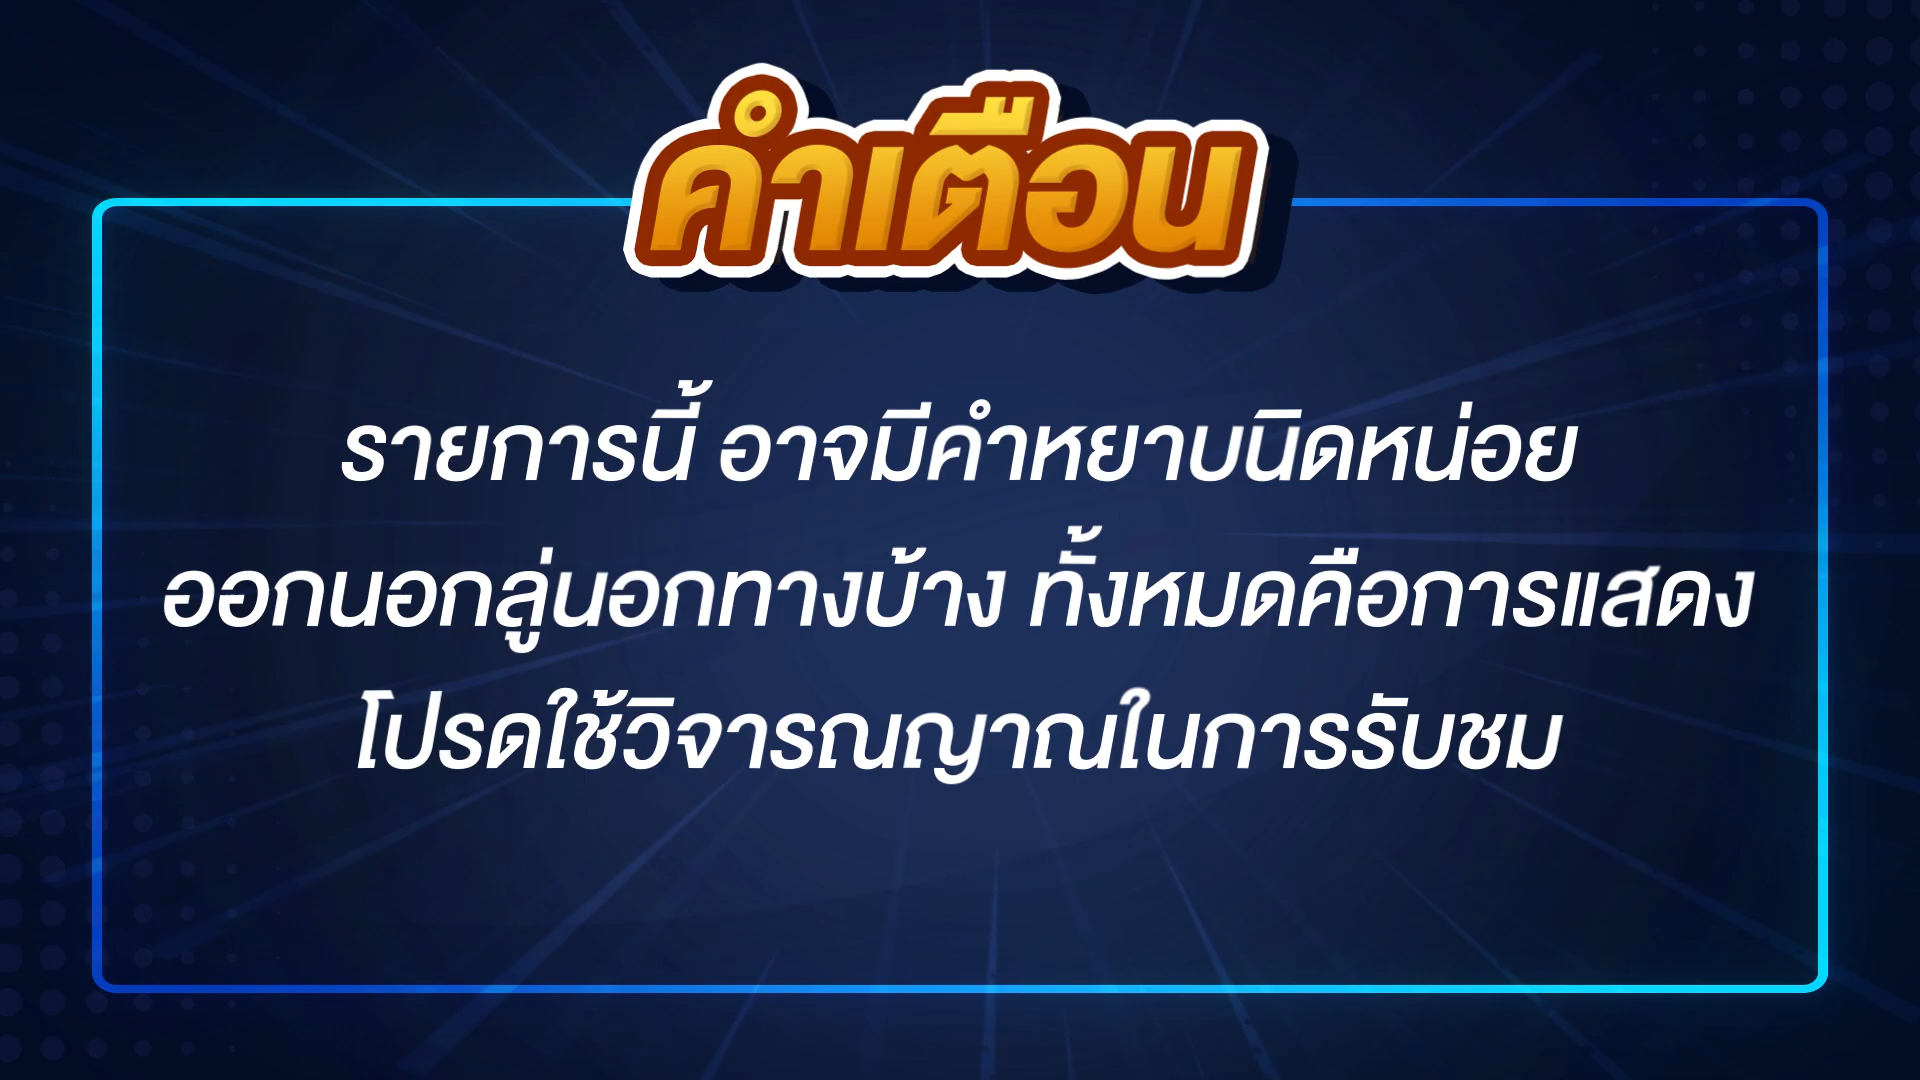 คำเตือน
รายการนี้ อาจมีคำหยาบนิดหน่อย
ออกนอกลู่นอกทางบ้าง ทั้งหมดคือการแสดง
โปรดใช้วิจารณญาณในการรับชม